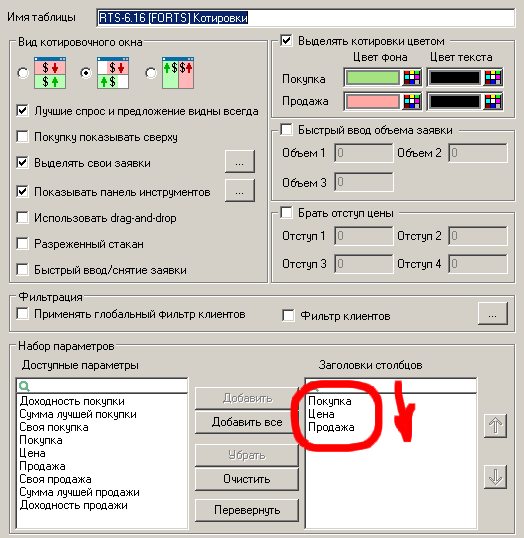 Имя таблицы RTS-6.16 [FORTS] Котировки
Вид котировочного окна
Лучшие спрос и предложение видны всегда
Покупку показывать сверху
Выделять свои заявки ...
Показывать панель инструментов ...
Использовать drag-and-drop
Разреженный стакан
Быстрый ввод/снятие заявки
Выделять котировки цветом
Цвет фона Цвет текста
Покупка
Продажа
Быстрый ввод объема заявки
Объем 1 0 Объем 2 0
Объем 3 0
Брать отступ цены
Отступ 1 0 Отступ 2 0
Отступ 3 0 Отступ 4 0
Фильтрация
Применять глобальный фильтр клиентов Фильтр клиентов ...
Набор параметров
Доступные параметры
Доходность покупки
Сумма лучшей покупки
Своя покупка
Покупка
Цена
Продажа
Своя продажа
Сумма лучшей продажи
Доходность продажи
Добавить
Добавить все
Убрать
Очистить
Перевернуть
Заголовки столбцов
Покупка
Цена
Продажа